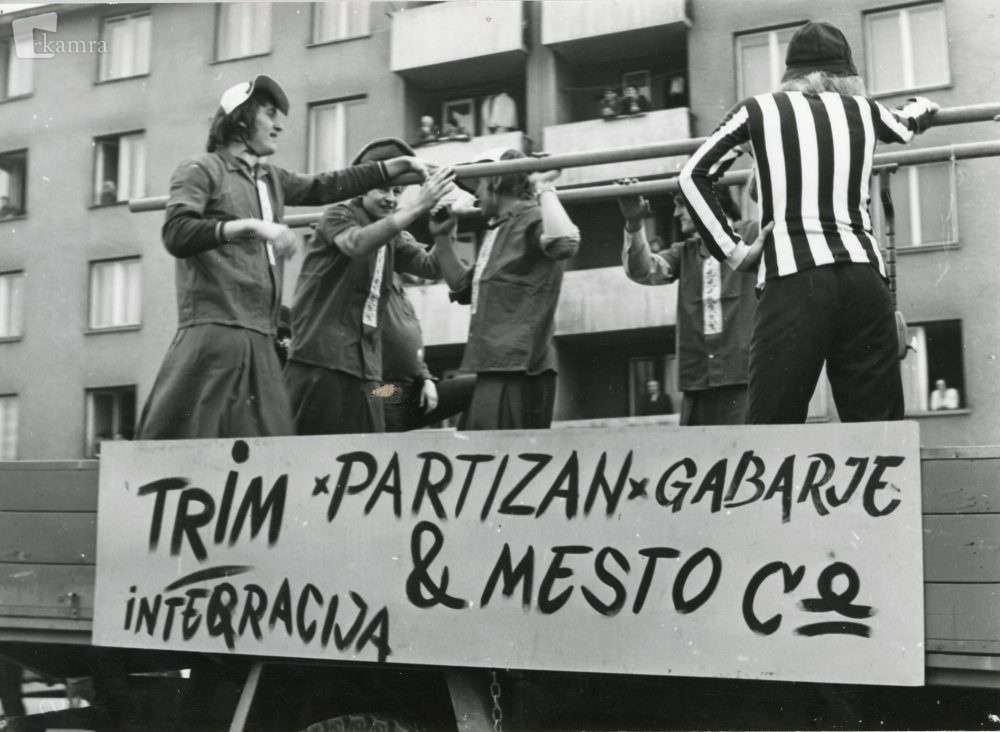 kamra
TRIM × PARTIZAN × GABARJE
INTEGRACIJA & MESTO Co